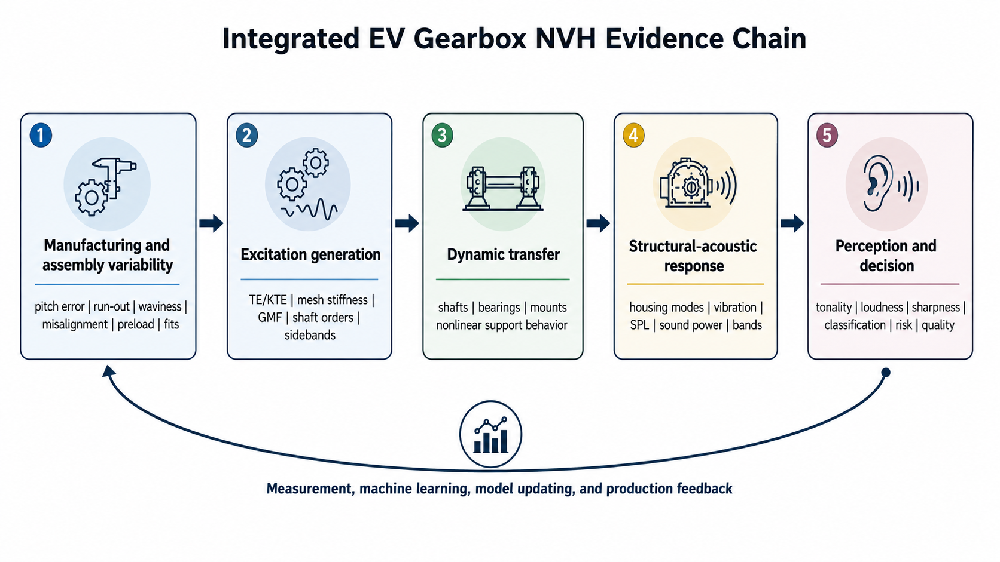 Integrated EV Gearbox NVH Evidence Chain
1
Manufacturing and
assembly variability
pitch error | run-out | waviness |
misalignment | preload | fits
2
Excitation generation
TE/KTE | mesh stiffness |
GMF | shaft orders |
sidebands
3
Dynamic transfer
shafts | bearings | mounts
nonlinear support behavior
4
Structural-acoustic
response
housing modes | vibration |
SPL | sound power | bands
5
Perception and
decision
tonality | loudness | sharpness |
classification | risk | quality
Measurement, machine learning, model updating, and production feedback